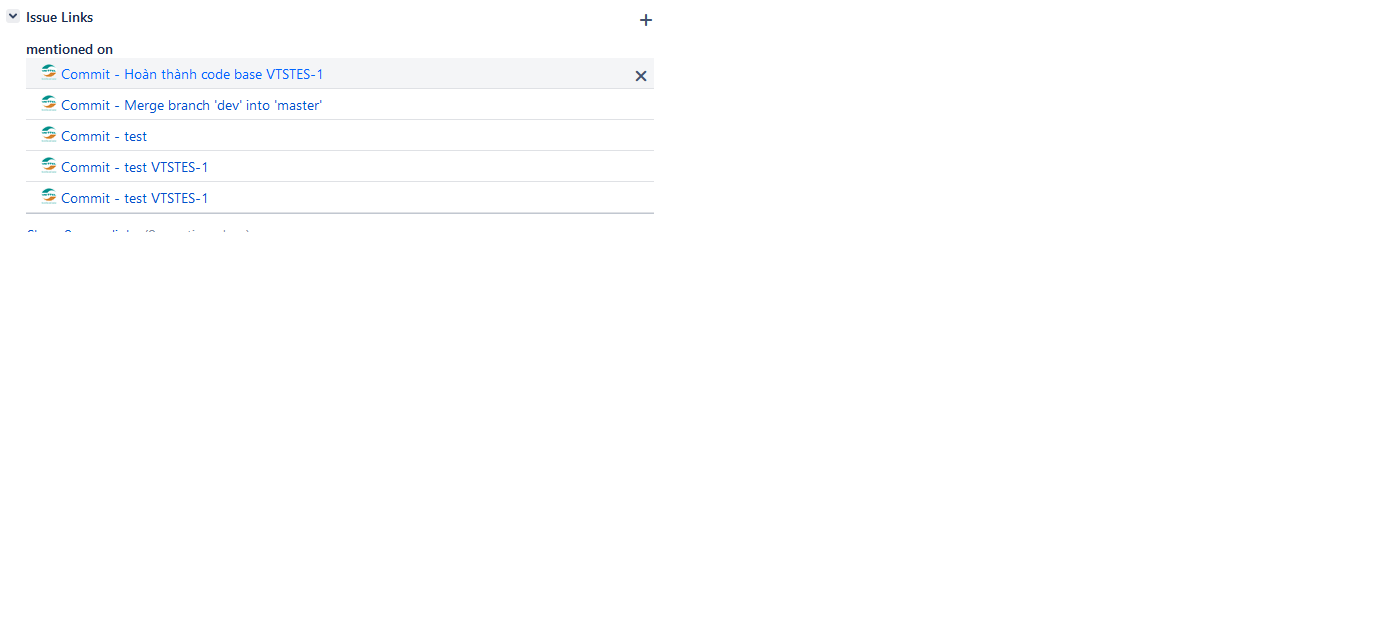 Issue Links
mentioned on
Commit - Hoàn thành code base VTSTES-1
Commit - Merge branch 'dev' into 'master'
Commit - test
Commit - test VTSTES-1
Commit - test VTSTES-1